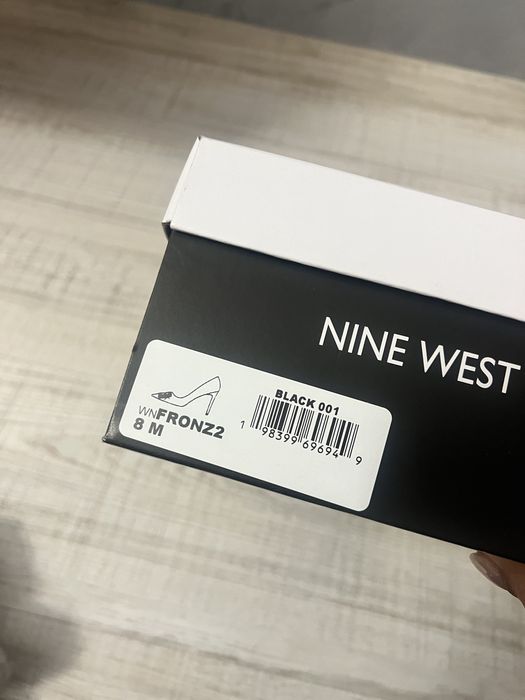 NINE WEST
BLACK 001
WNFRONZ2
8 M
1 98399 69694 9